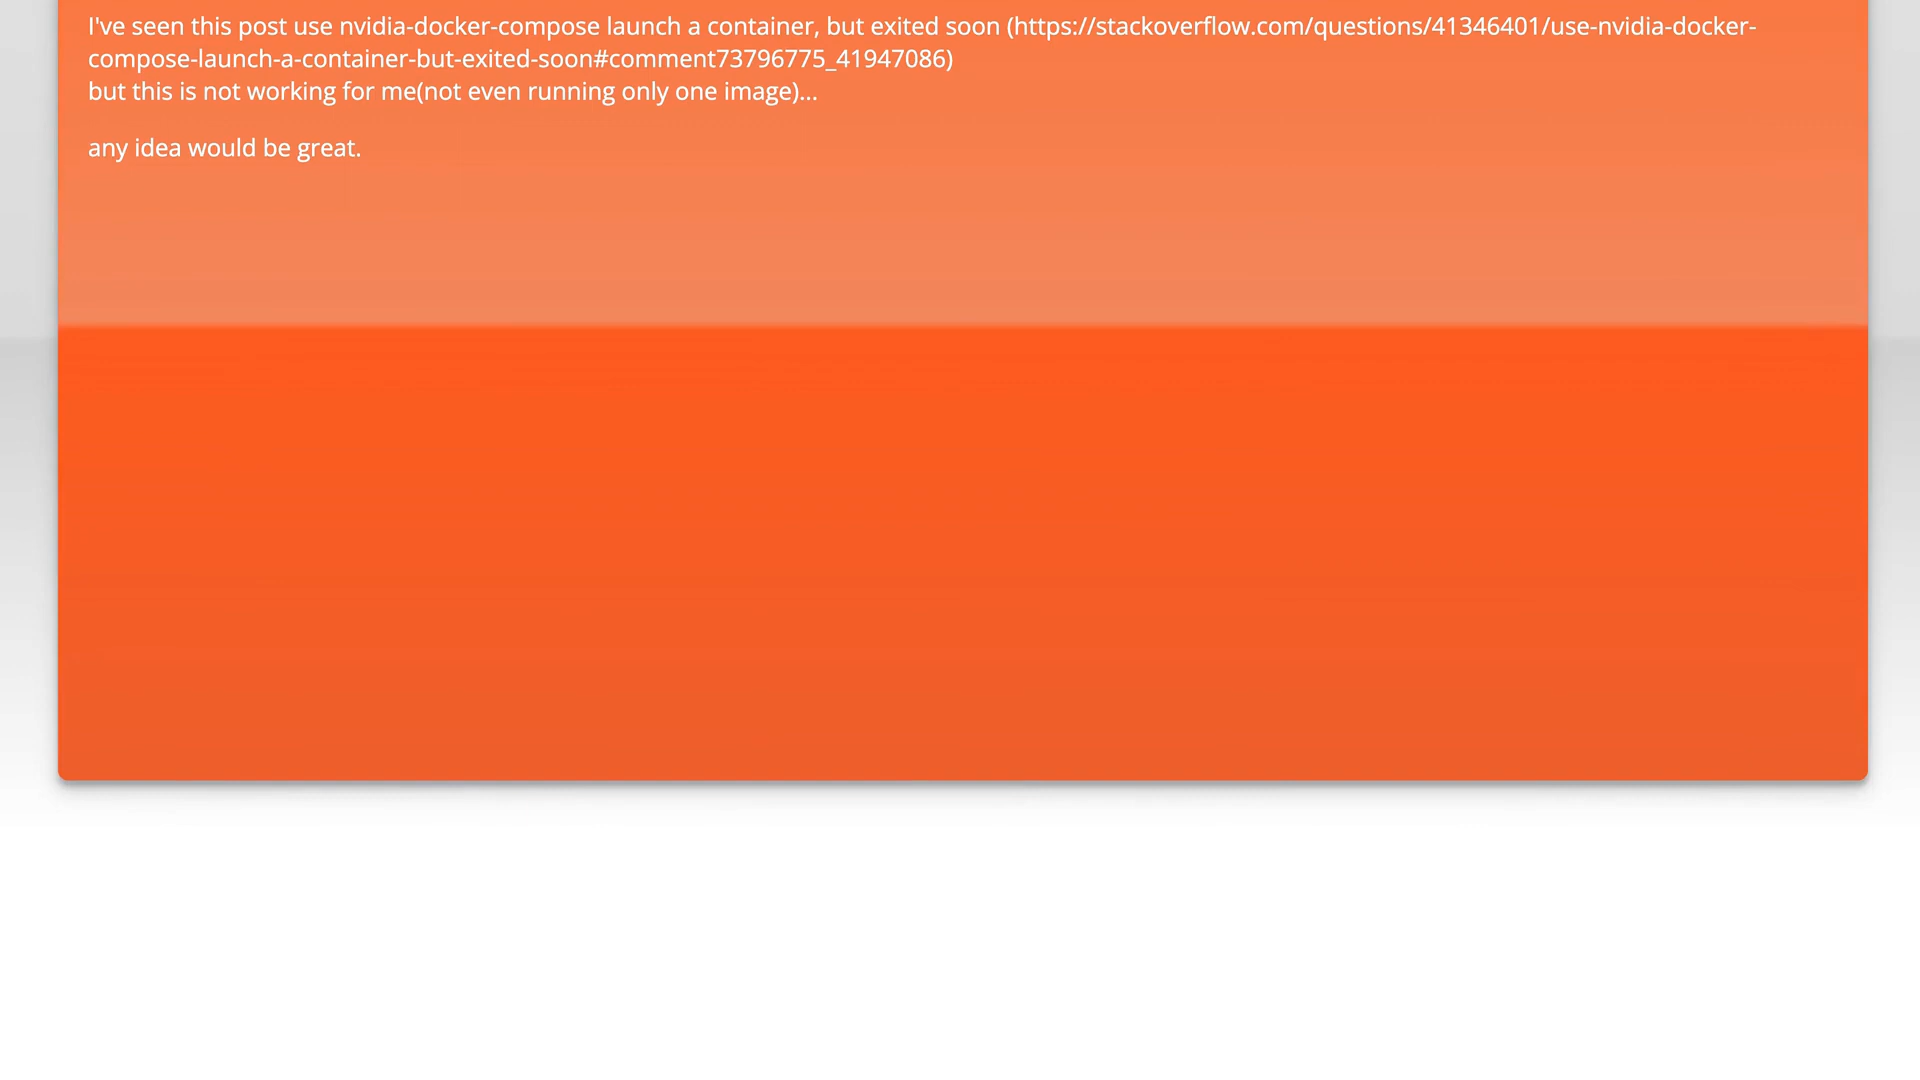 I've seen this post use nvidia-docker-compose launch a container, but exited soon (https://stackoverflow.com/questions/41346401/use-nvidia-docker-
compose-launch-a-container-but-exited-soon#comment73796775_41947086)
but this is not working for me(not even running only one image)...
any idea would be great.